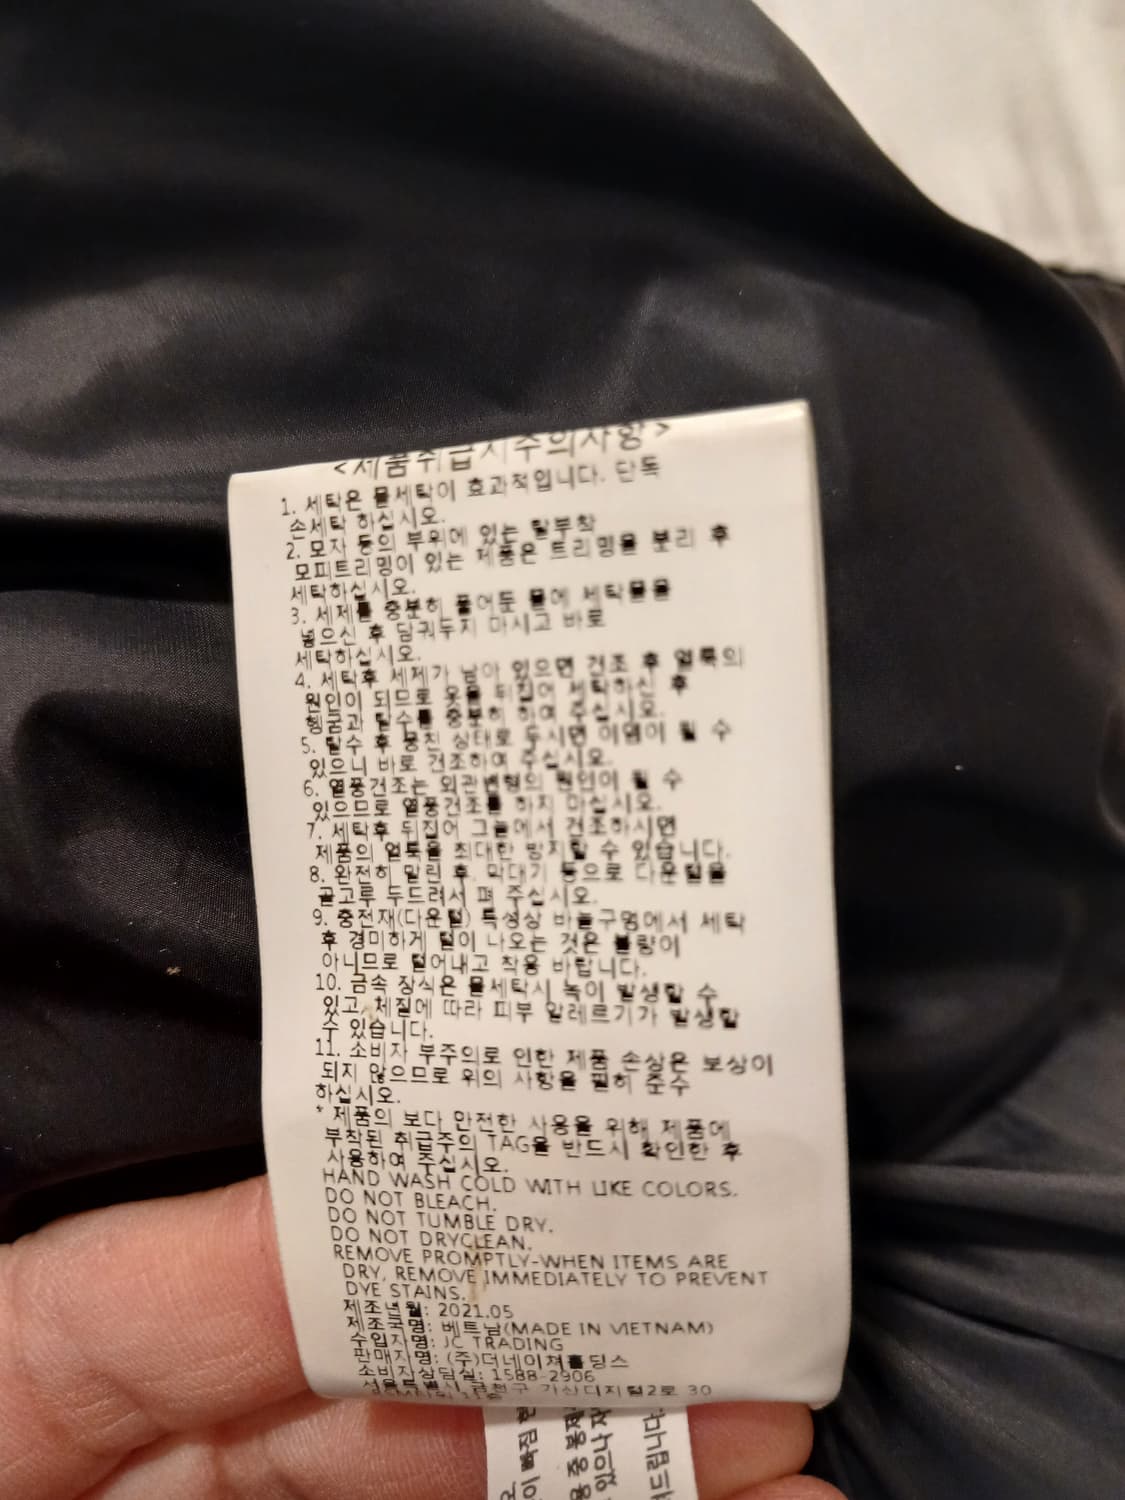 <제품취급시주의사항>
1. 세탁은 물세탁이 효과적입니다. 단독
손세탁 하십시오.
2. 모자 등의 부위에 있는 탈부착
모피트리밍이 있는 제품은 트리밍을 분리 후
세탁하십시오.
3. 세제를 충분히 풀어둔 물에 세탁물을
넣으신 후 담궈두지 마시고 바로
세탁하십시오.
4. 세탁후 세제가 남아 있으면 건조 후 얼룩의
원인이 되므로 옷을 뒤집어 세탁하신 후
헹굼과 탈수를 충분히 하여 주십시오.
5. 탈수 후 뭉친 상태로 두시면 이염이 될 수
있으니 바로 건조하여 주십시오.
6. 열풍건조는 외관변형의 원인이 될 수
있으므로 열풍건조를 하지 마십시오.
7. 세탁후 뒤집어 그늘에서 건조하시면
제품의 얼룩을 최대한 방지할 수 있습니다.
8. 완전히 말린 후, 막대기 등으로 다운털을
골고루 두드려서 펴 주십시오.
9. 충전재(다운털) 특성상 바늘구멍에서 세탁
후 경미하게 털이 나오는 것은 불량이
아니므로 털어내고 착용 바랍니다.
10. 금속 장식은 물세탁시 녹이 발생할 수
있고, 체질에 따라 피부 알레르기가 발생할
수 있습니다.
11. 소비자 부주의로 인한 제품 손상은 보상이
되지 않으므로 위의 사항을 필히 준수
하십시오.
* 제품의 보다 안전한 사용을 위해 제품에
부착된 취급주의 TAG을 반드시 확인한 후
사용하여 주십시오.
HAND WASH COLD WITH LIKE COLORS.
DO NOT BLEACH.
DO NOT TUMBLE DRY.
DO NOT DRYCLEAN.
REMOVE PROMPTLY-WHEN ITEMS ARE
DRY, REMOVE IMMEDIATELY TO PREVENT
DYE STAINS.
제조년월: 2021.05
제조국명: 베트남(MADE IN VIETNAM)
수입자명: JC TRADING
판매자명: (주)더네이쳐홀딩스
소비자상담실: 1588-2906
서울특별시 금천구 가산디지털2로 30